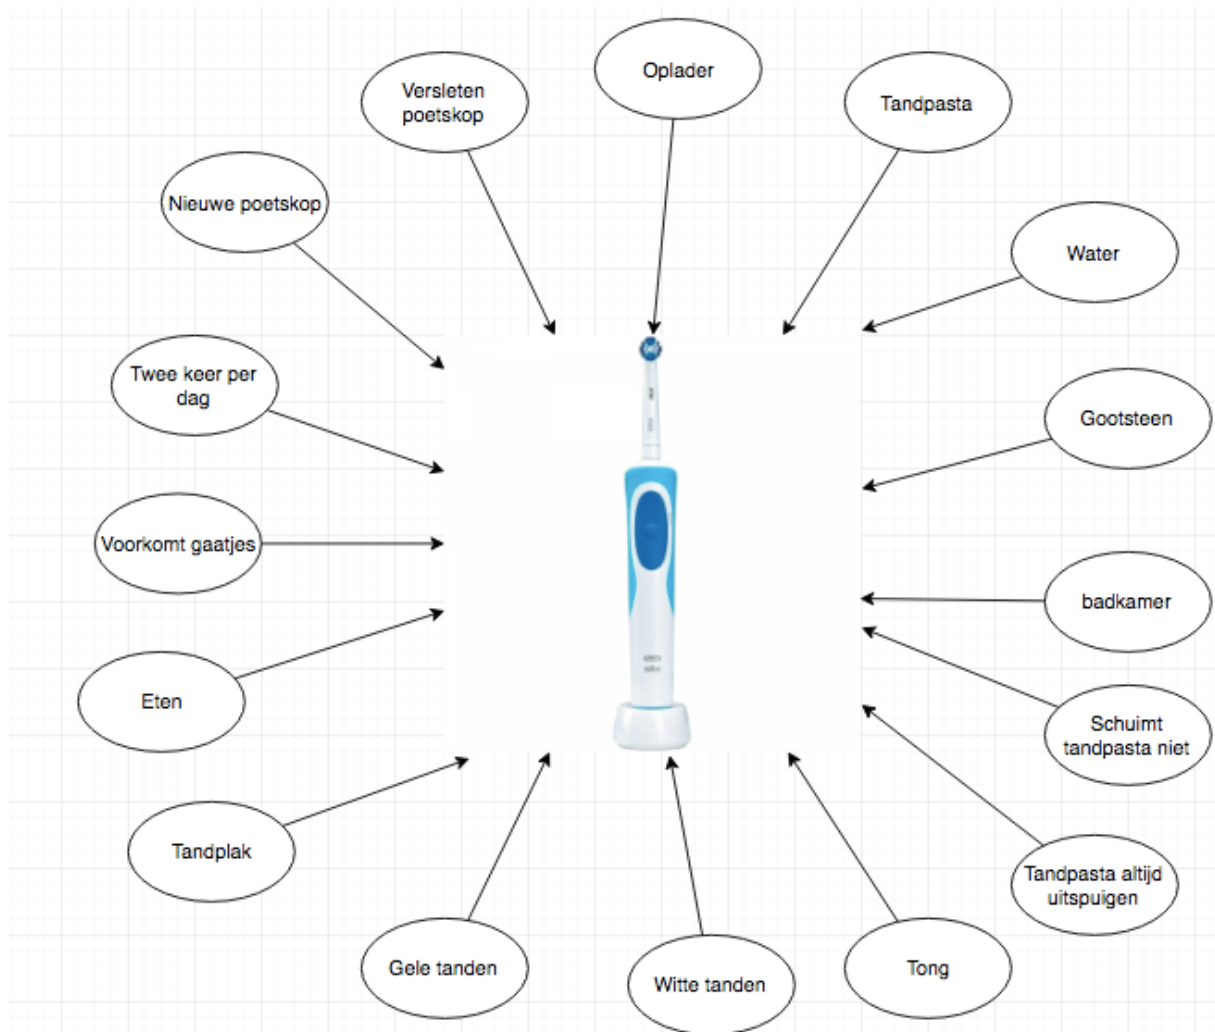 Oplader
Versleten
poetskop
Tandpasta
Nieuwe poetskop
Water
Twee keer per
dag
Gootsteen
Voorkomt gaatjes
badkamer
Eten
Schuimt
tandpasta niet
Tandplak
Tandpasta altijd
uitspuigen
Gele tanden
Witte tanden
Tong